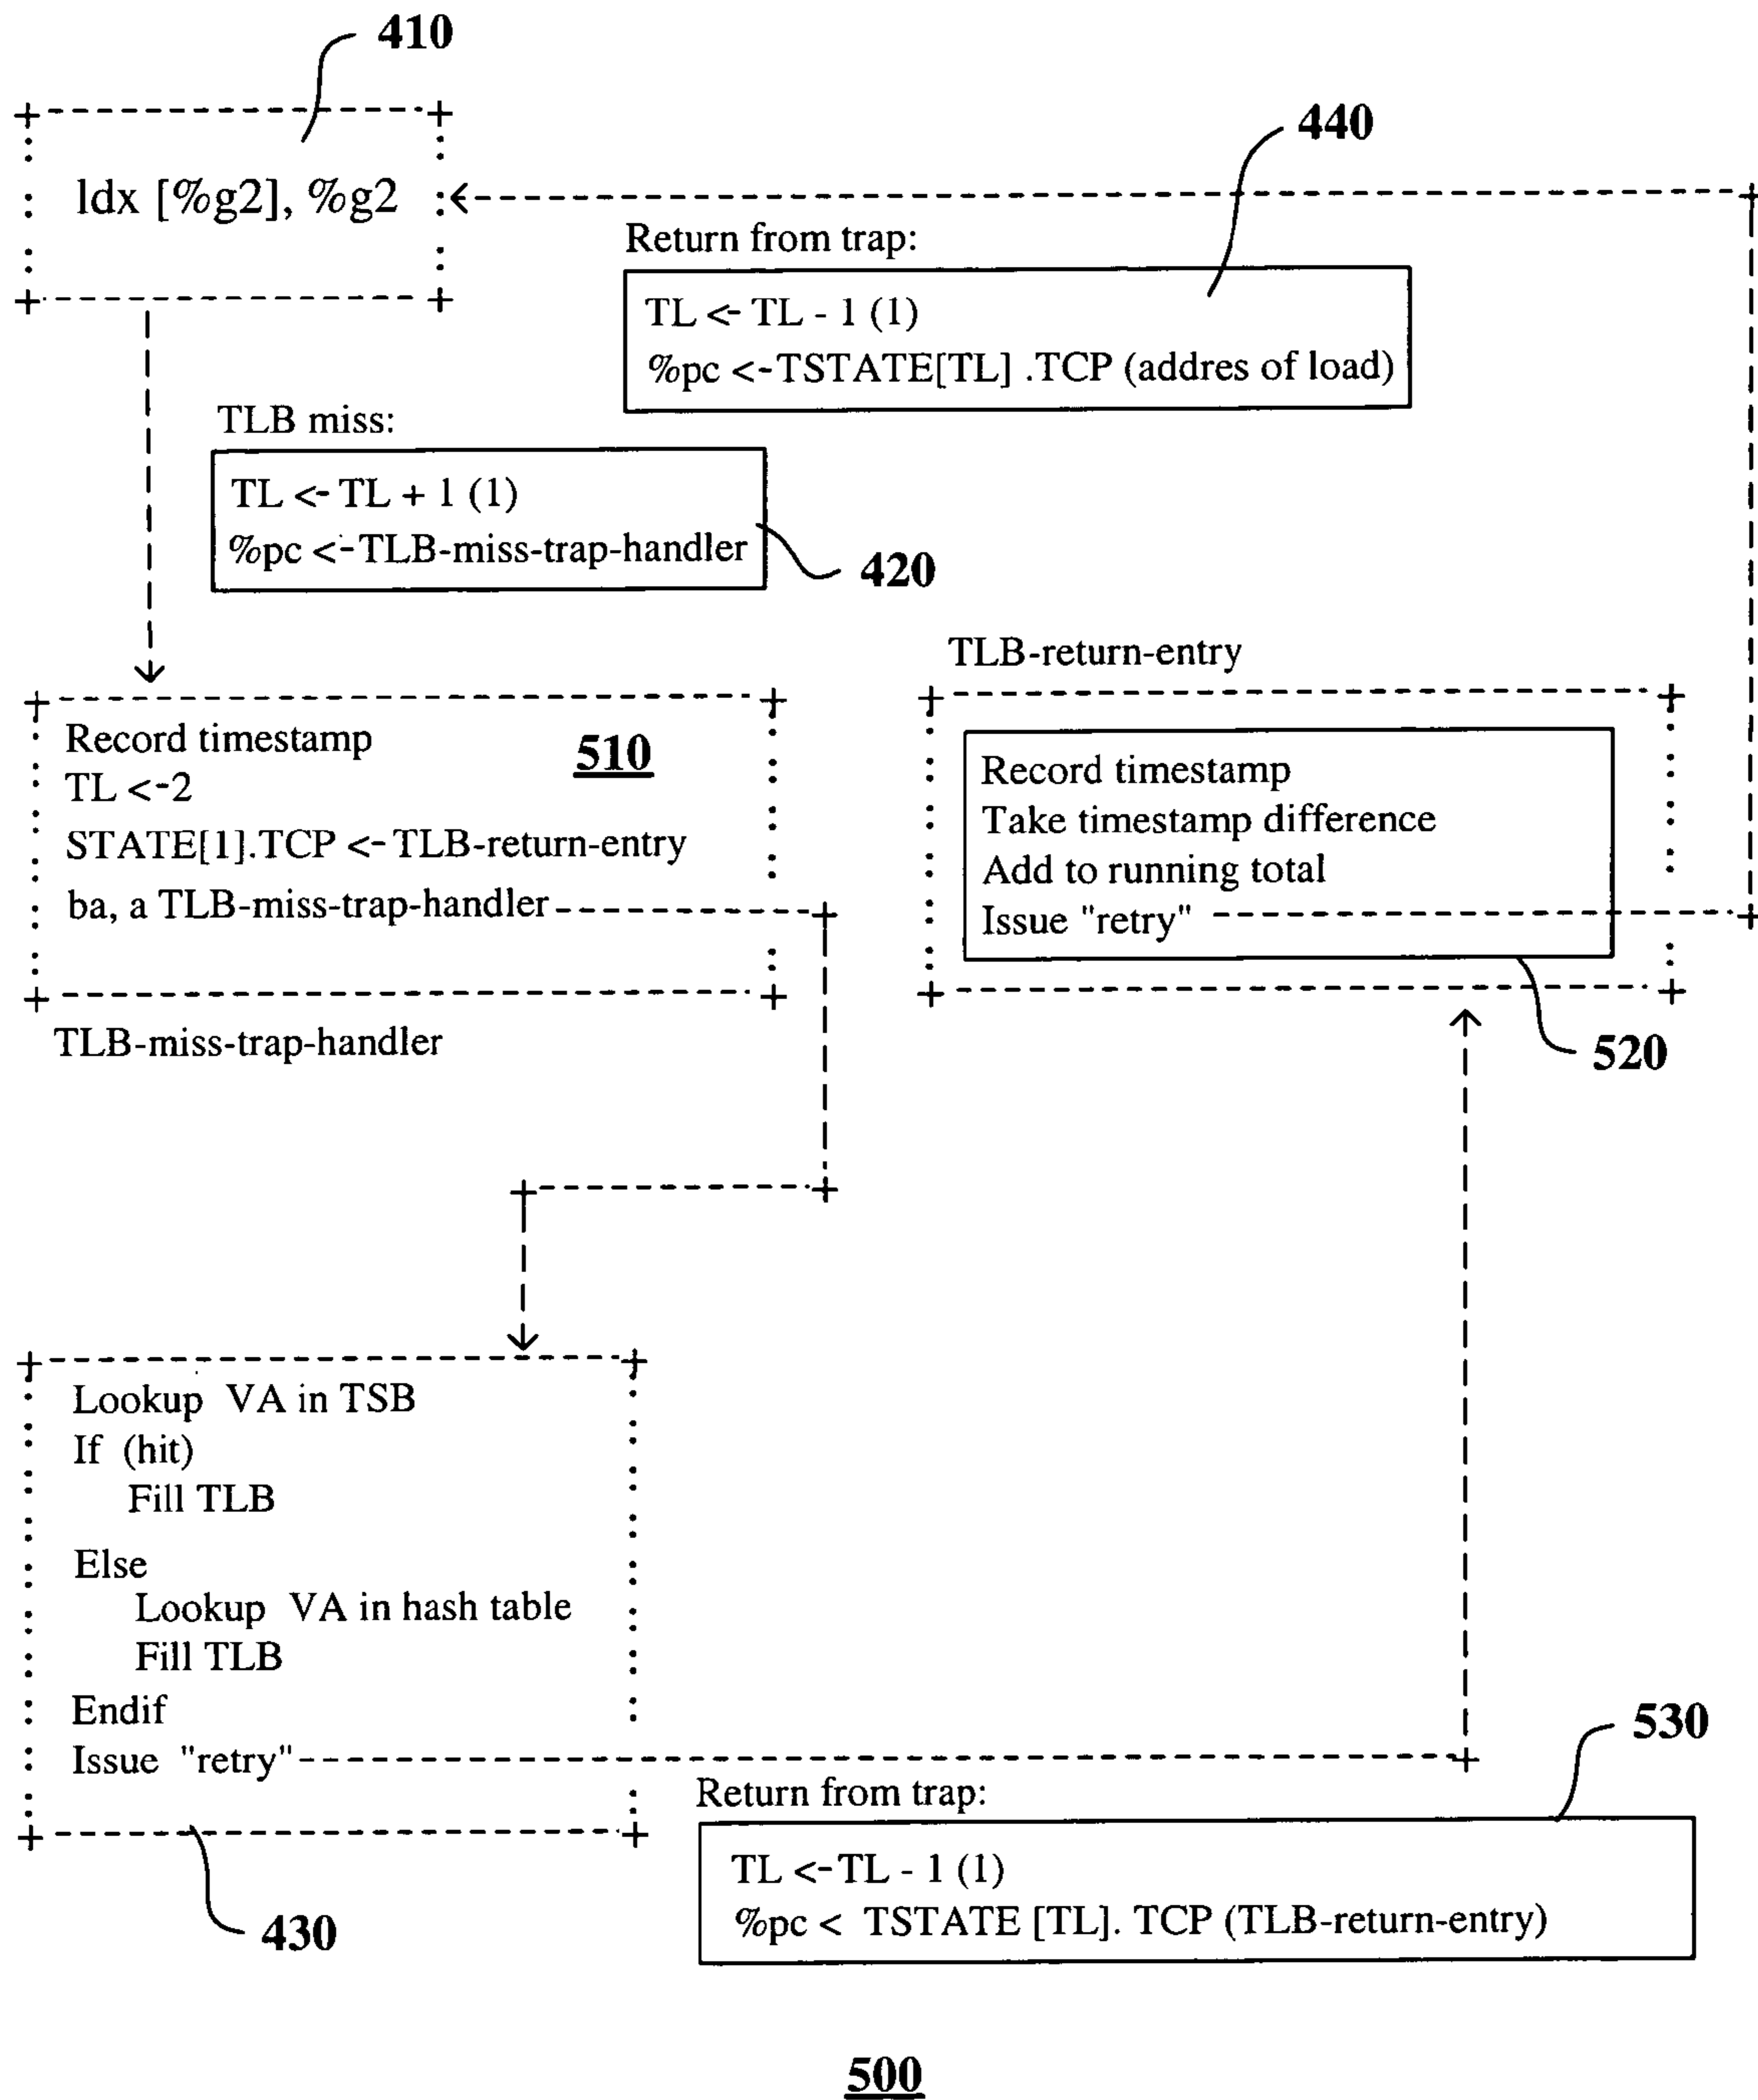 410
440
ldx [%g2], %g2
Return from trap:
TL <- TL - 1 (1)
%pc <-TSTATE[TL] .TCP (addres of load)
TLB miss:
TL <- TL + 1 (1)
%pc <-TLB-miss-trap-handler
420
TLB-return-entry
Record timestamp
510
TL <-2
STATE[1].TCP <-TLB-return-entry
ba, a TLB-miss-trap-handler
TLB-miss-trap-handler
Record timestamp
Take timestamp difference
Add to running total
Issue "retry"
520
Lookup VA in TSB
If (hit)
Fill TLB
Else
Lookup VA in hash table
Fill TLB
Endif
Issue "retry"
430
530
Return from trap:
TL <-TL - 1 (1)
%pc < TSTATE [TL]. TCP (TLB-return-entry)
500